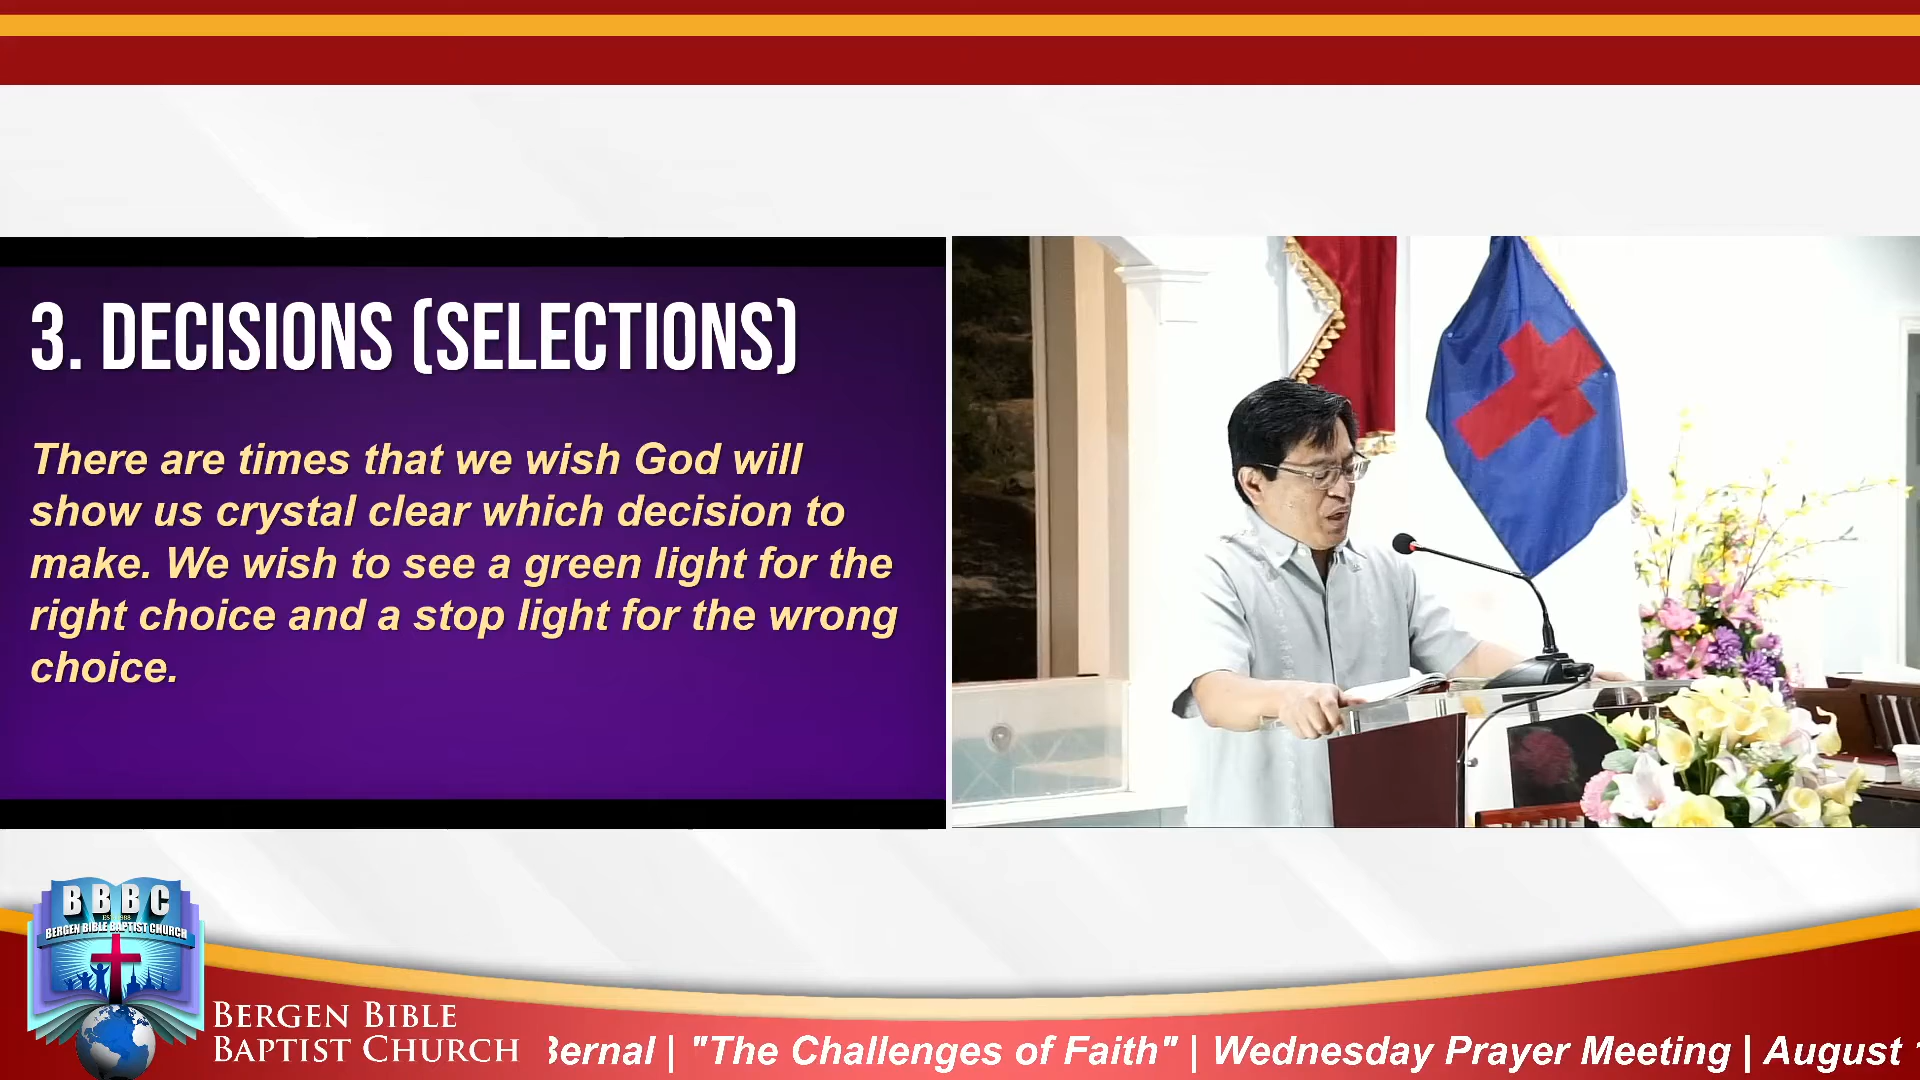 3. DECISIONS (SELECTIONS)
There are times that we wish God will
show us crystal clear which decision to
make. We wish to see a green light for the
right choice and a stop light for the wrong
choice.
BBBC
BERGEN BIBLE BAPTIST CHURCH
BERGEN BIBLE
BAPTIST CHURCH
Bernal | "The Challenges of Faith" | Wednesday Prayer Meeting | August